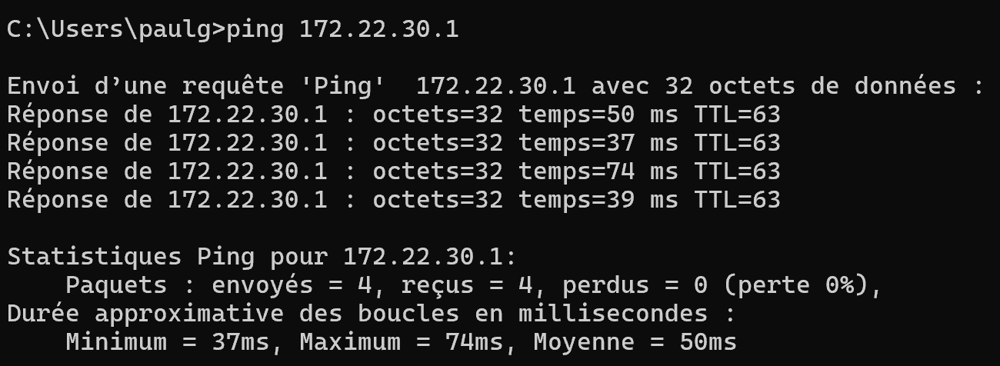 C:\Users\paulg>ping 172.22.30.1
Envoi d’une requête 'Ping'  172.22.30.1 avec 32 octets de données :
Réponse de 172.22.30.1 : octets=32 temps=50 ms TTL=63
Réponse de 172.22.30.1 : octets=32 temps=37 ms TTL=63
Réponse de 172.22.30.1 : octets=32 temps=74 ms TTL=63
Réponse de 172.22.30.1 : octets=32 temps=39 ms TTL=63
Statistiques Ping pour 172.22.30.1:
    Paquets : envoyés = 4, reçus = 4, perdus = 0 (perte 0%),
Durée approximative des boucles en millisecondes :
    Minimum = 37ms, Maximum = 74ms, Moyenne = 50ms